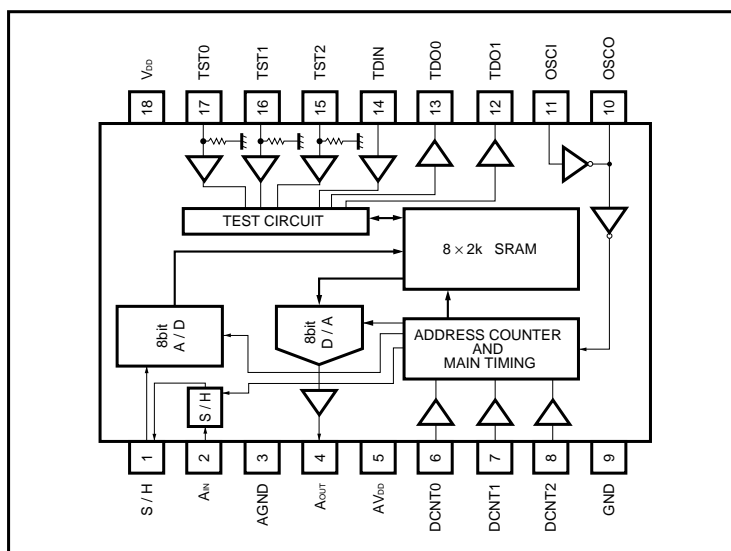 VDD TST0 TST1 TST2 TDIN TDO0 TDO1 OSCI OSCO
18 17 16 15 14 13 12 11 10
TEST CIRCUIT
8 × 2k SRAM
8bit
A / D
8bit
D / A
ADDRESS COUNTER
AND
MAIN TIMING
S / H
1 2 3 4 5 6 7 8 9
S / H AIN AGND AOUT AVDD DCNT0 DCNT1 DCNT2 GND